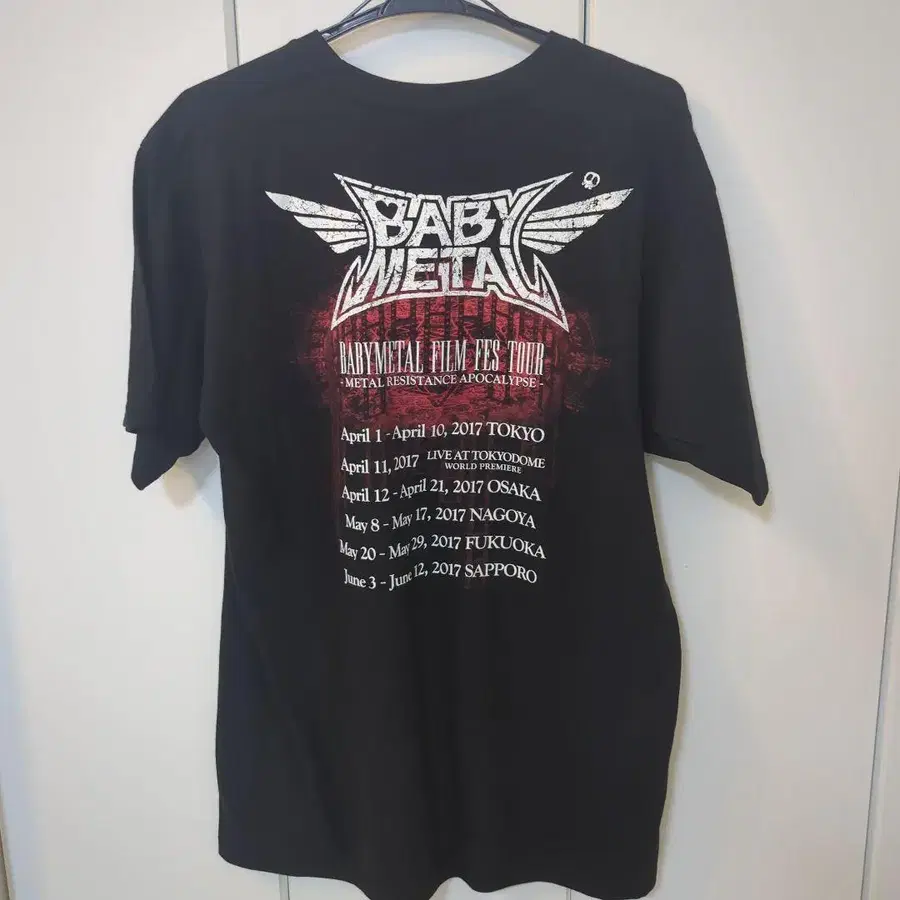 BABY
METAL
BABYMETAL FILM FES TOUR
- METAL RESISTANCE APOCALYPSE -
April 1 - April 10, 2017 TOKYO
April 11, 2017 LIVE AT TOKYODOME
WORLD PREMIERE
April 12 - April 21, 2017 OSAKA
May 8 - May 17, 2017 NAGOYA
May 20 - May 29, 2017 FUKUOKA
June 3 - June 12, 2017 SAPPORO